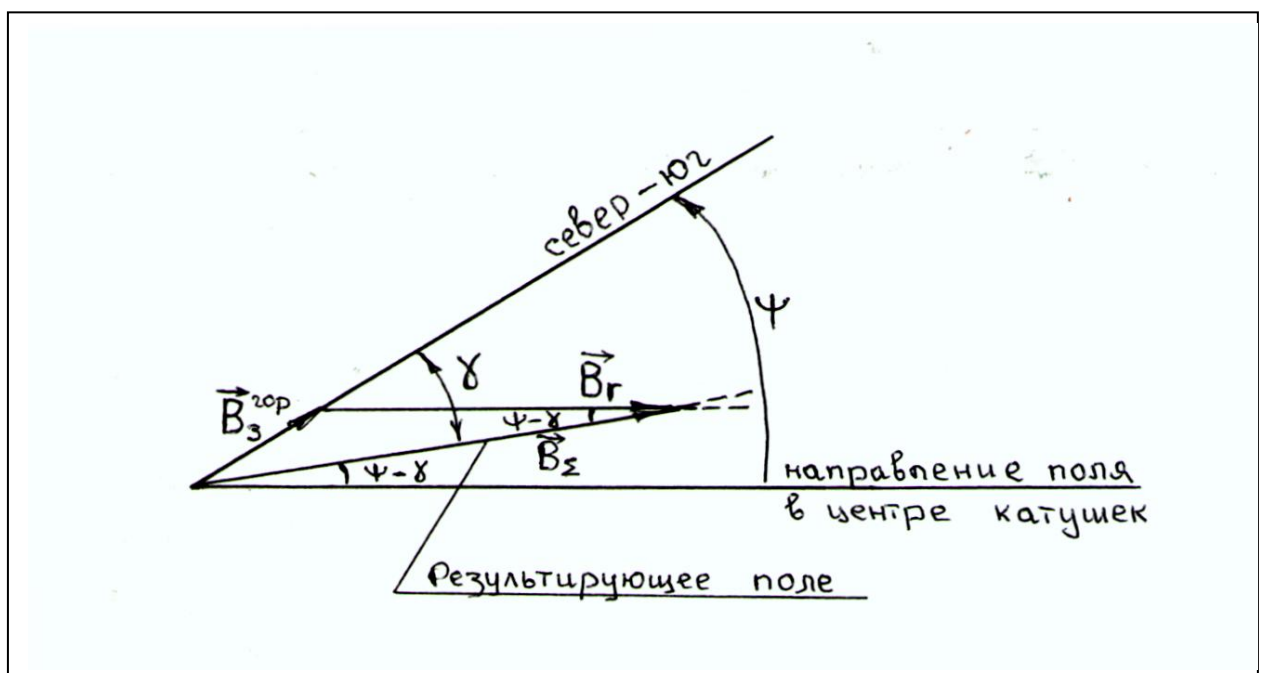 север – юг
ψ
γ
B⃗з гор
B⃗г
ψ-γ
B⃗Σ
ψ-γ
направление поля
в центре катушек
Результирующее поле